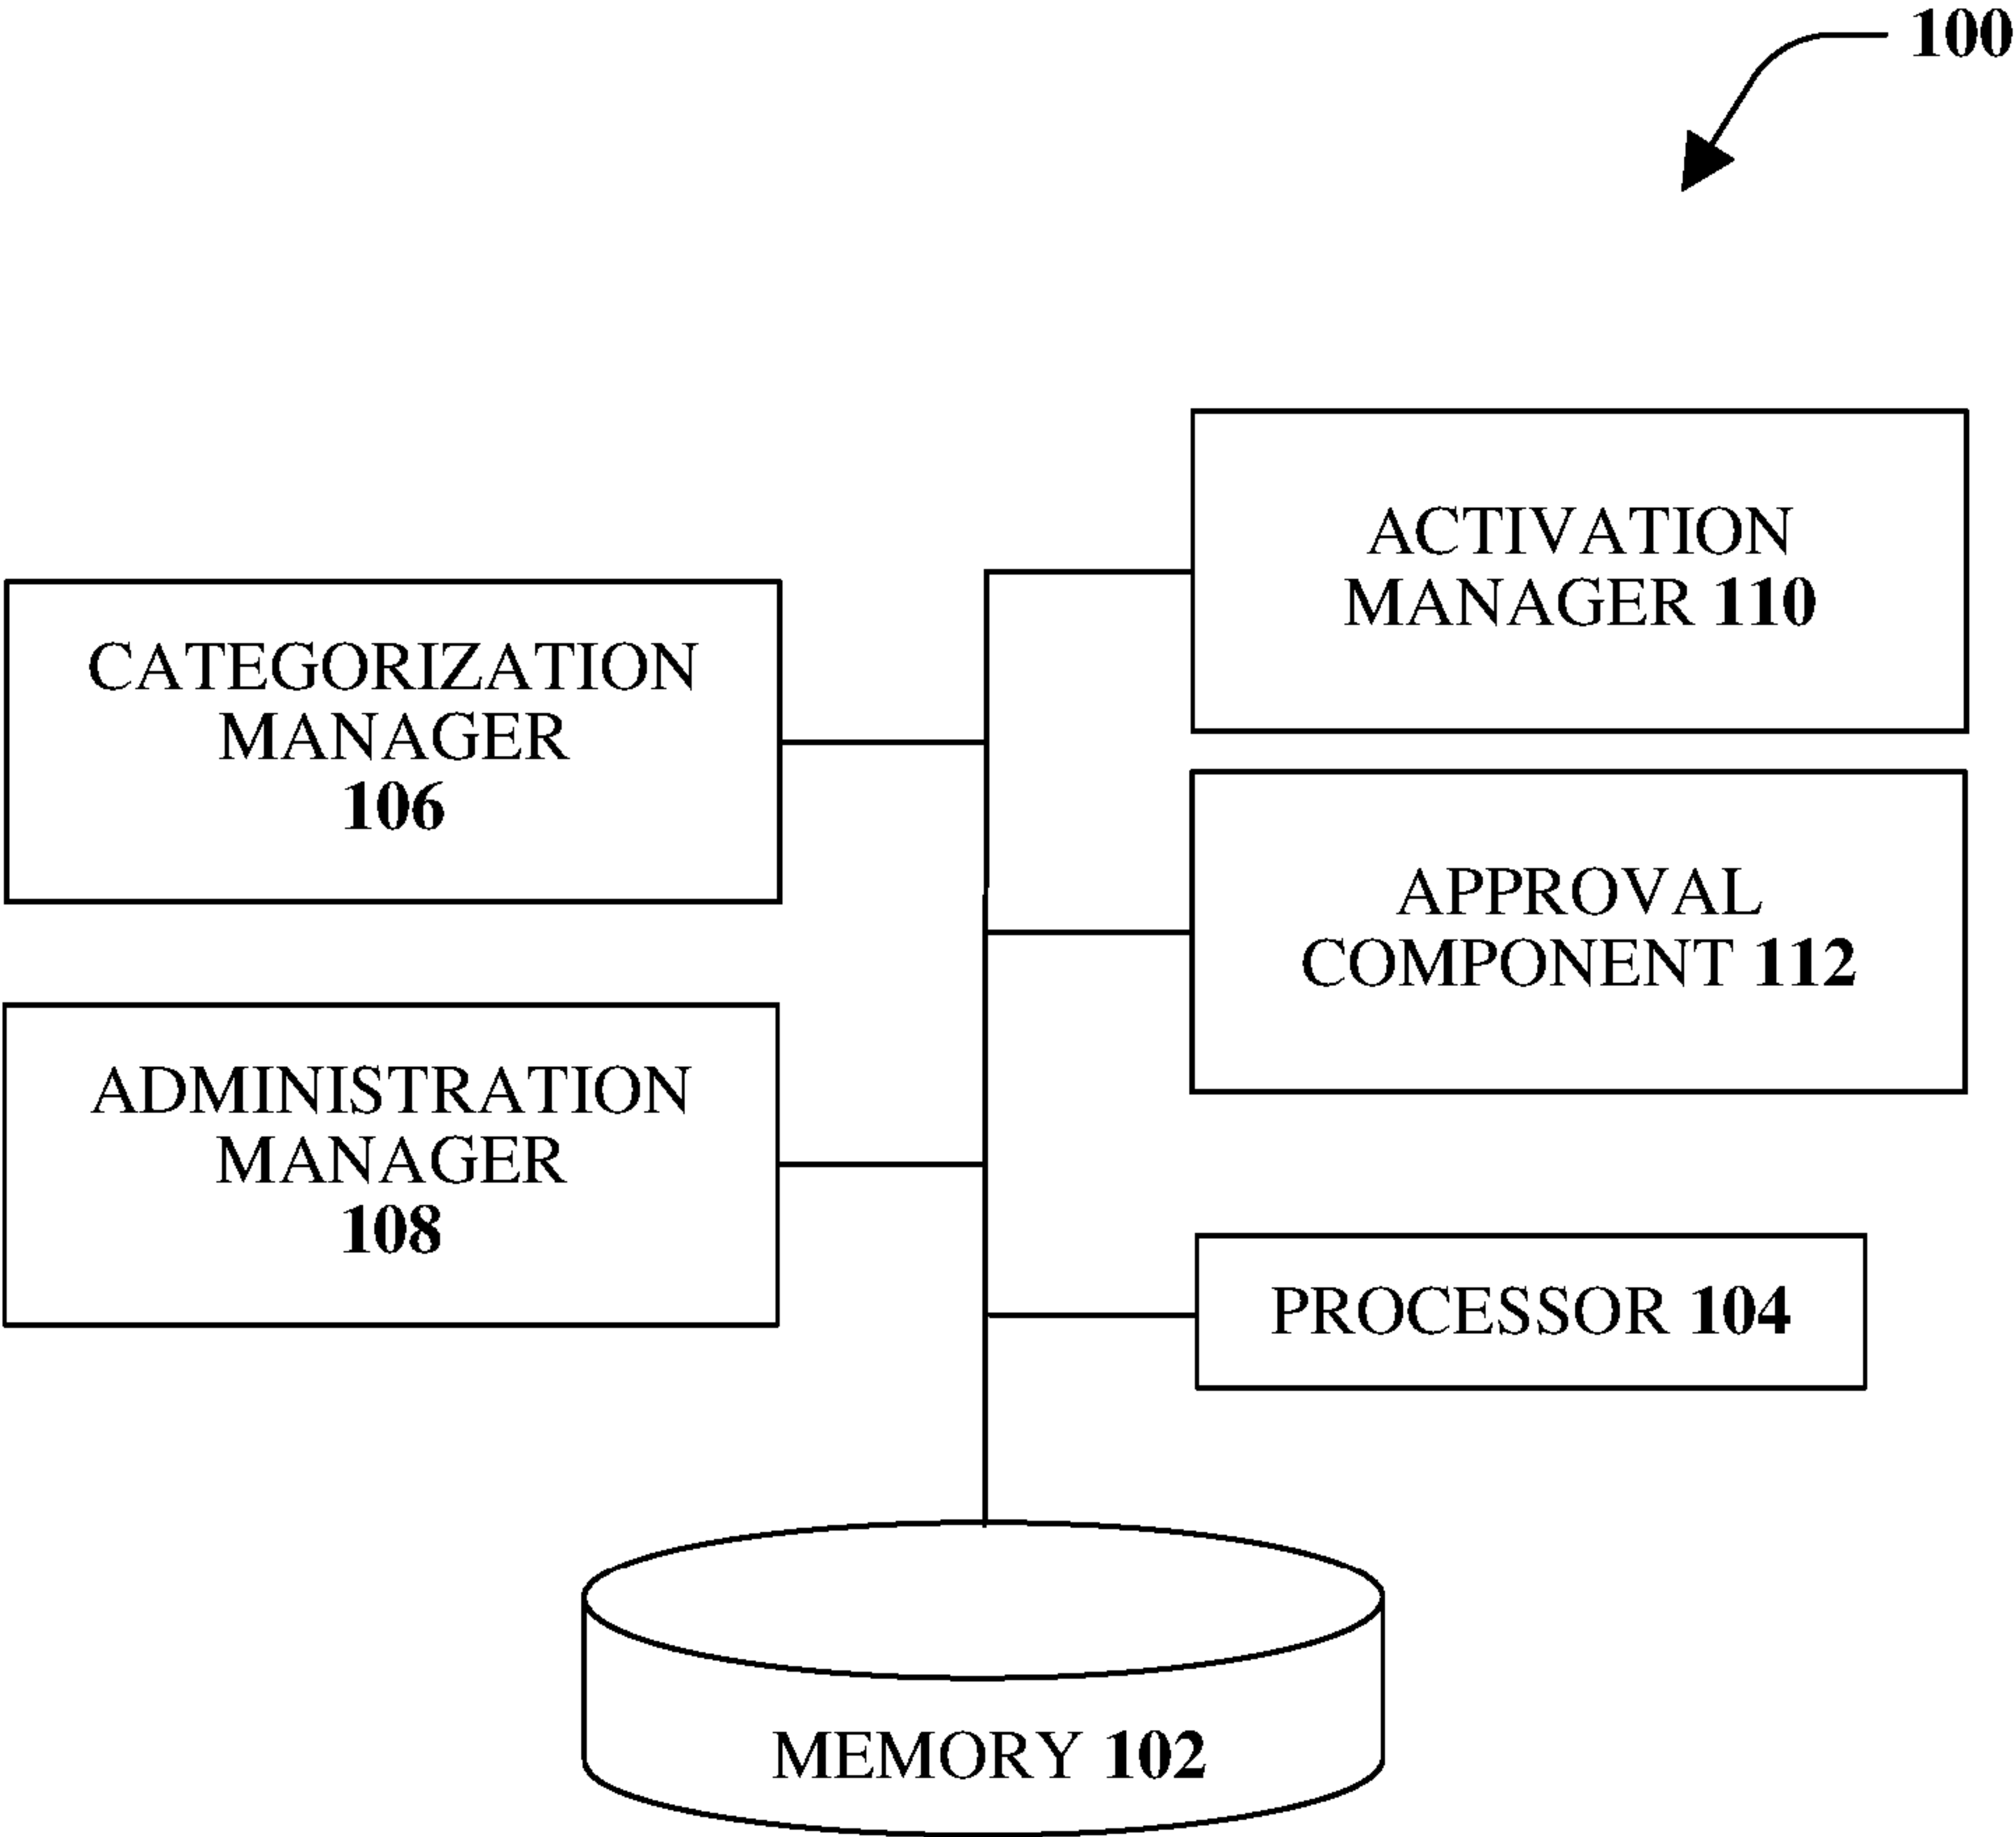 100
ACTIVATION
MANAGER 110
CATEGORIZATION
MANAGER
106
APPROVAL
COMPONENT 112
ADMINISTRATION
MANAGER
108
PROCESSOR 104
MEMORY 102